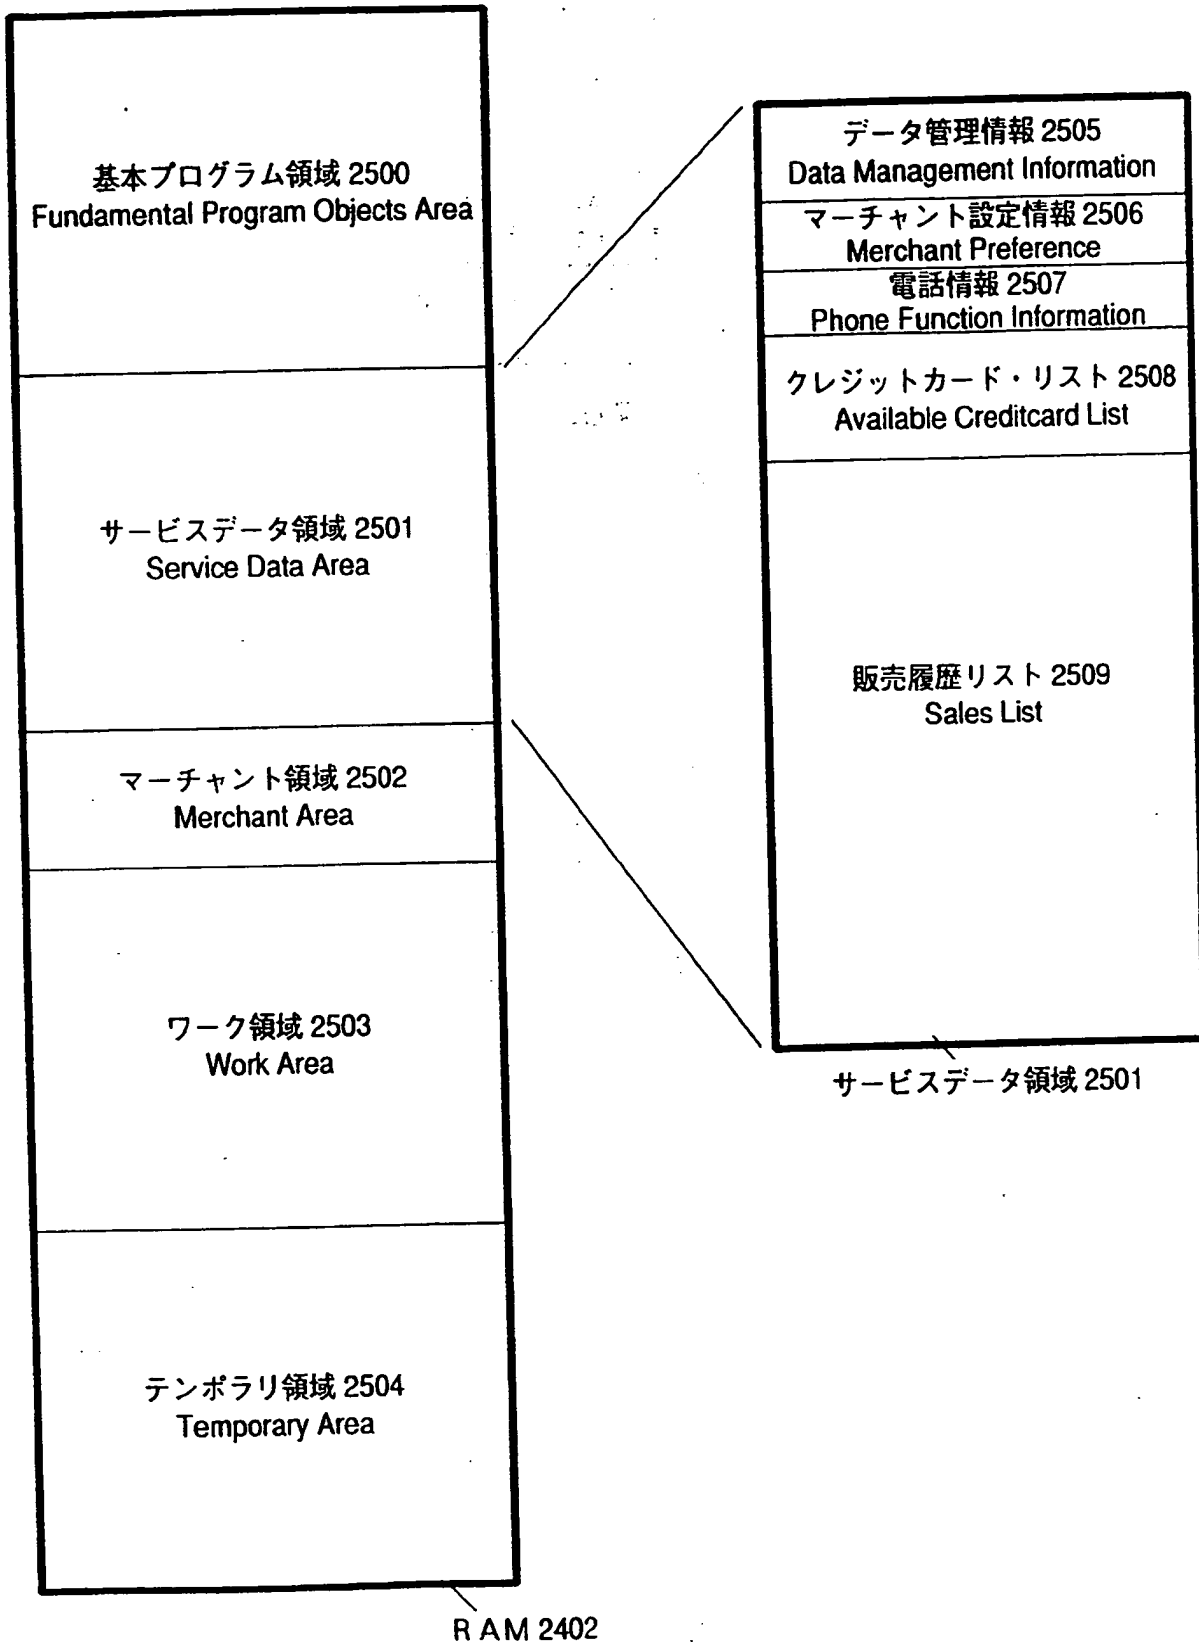 基本プログラム領域 2500
Fundamental Program Objects Area
サービスデータ領域 2501
Service Data Area
マーチャント領域 2502
Merchant Area
ワーク領域 2503
Work Area
テンポラリ領域 2504
Temporary Area
RAM 2402
データ管理情報 2505
Data Management Information
マーチャント設定情報 2506
Merchant Preference
電話情報 2507
Phone Function Information
クレジットカード・リスト 2508
Available Creditcard List
販売履歴リスト 2509
Sales List
サービスデータ領域 2501